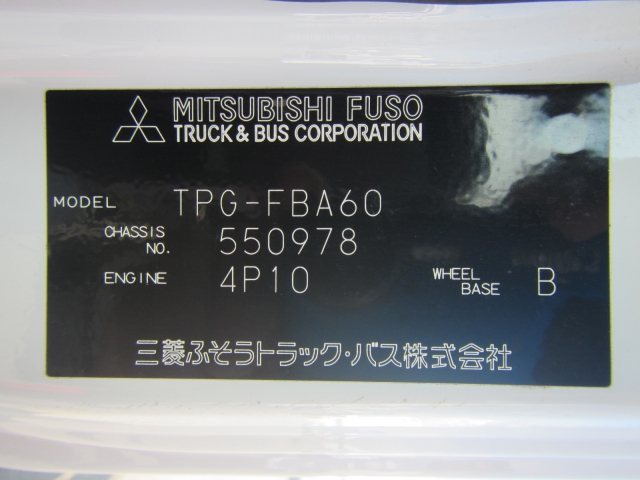 MITSUBISHI FUSO
TRUCK & BUS CORPORATION
MODEL TPG-FBA60
CHASSIS NO. 550978
ENGINE 4P10 WHEEL BASE B
三菱ふそうトラック・バス株式会社